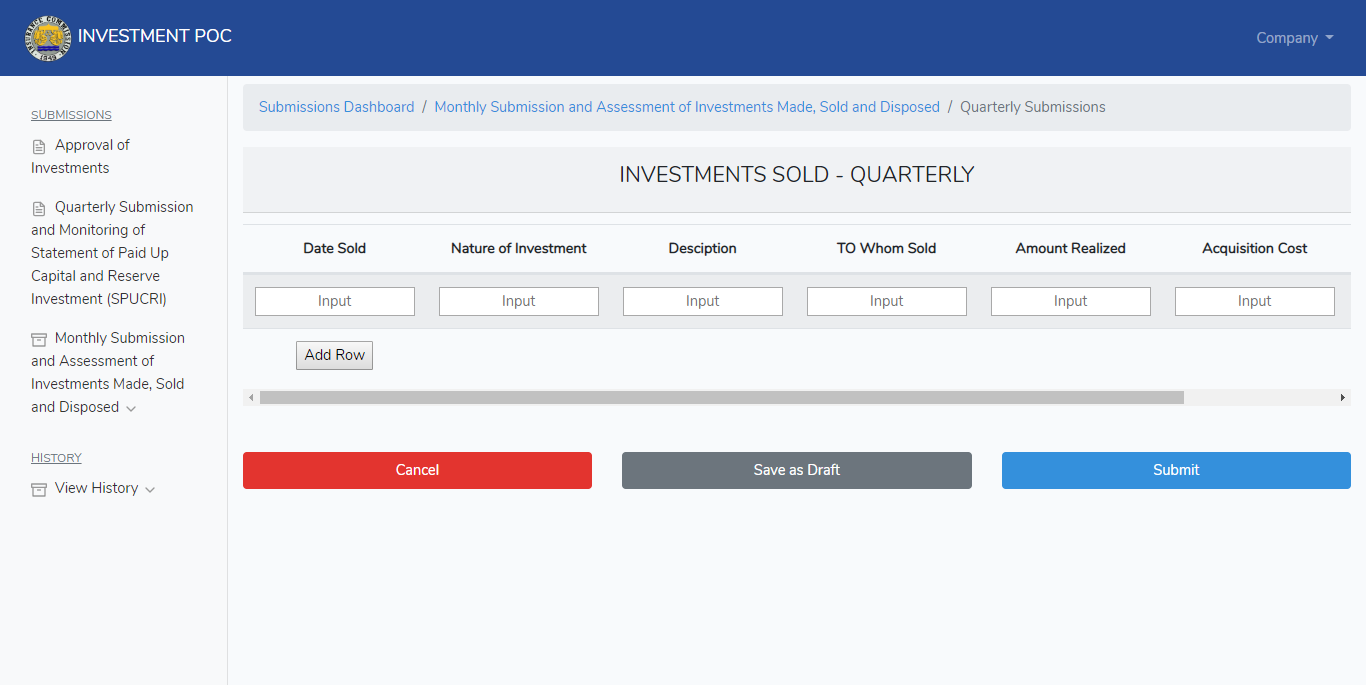 INSURANCE COMMISSION
1949
INVESTMENT POC
Company
SUBMISSIONS
Approval of
Investments
Quarterly Submission
and Monitoring of
Statement of Paid Up
Capital and Reserve
Investment (SPUCRI)
Monthly Submission
and Assessment of
Investments Made, Sold
and Disposed
HISTORY
View History
Submissions Dashboard / Monthly Submission and Assessment of Investments Made, Sold and Disposed / Quarterly Submissions
INVESTMENTS SOLD - QUARTERLY
Date Sold Nature of Investment Desciption TO Whom Sold Amount Realized Acquisition Cost
Input Input Input Input Input Input
Add Row
Cancel Save as Draft Submit